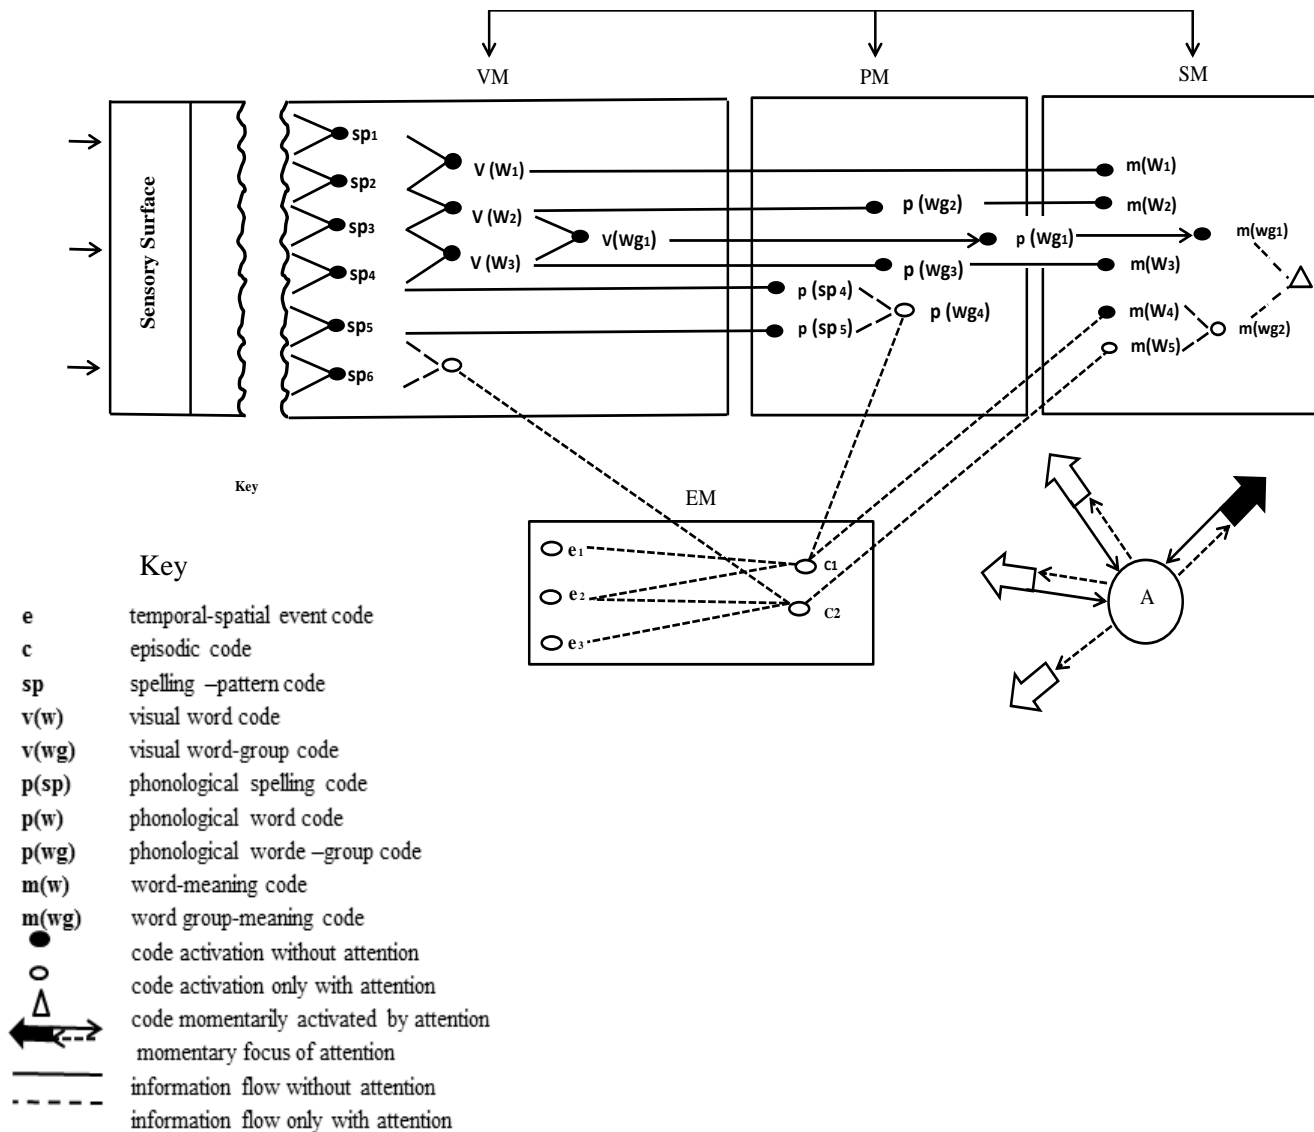 VM PM SM
Sensory Surface
sp1
sp2
sp3
sp4
sp5
sp6
V (W1)
V (W2)
V (W3)
V(Wg1)
p (wg2)
p (wg1)
p (wg3)
p (sp 4)
p (sp 5)
p (wg4)
m(W1)
m(W2)
m(wg1)
m(W3)
m(W4)
m(W5)
m(wg2)
Key
EM
e 1
e 2
e 3
C1
C2
A
Key
e temporal-spatial event code
c episodic code
sp spelling –pattern code
v(w) visual word code
v(wg) visual word-group code
p(sp) phonological spelling code
p(w) phonological word code
p(wg) phonological worde –group code
m(w) word-meaning code
m(wg) word group-meaning code
code activation without attention
code activation only with attention
code momentarily activated by attention
momentary focus of attention
information flow without attention
information flow only with attention